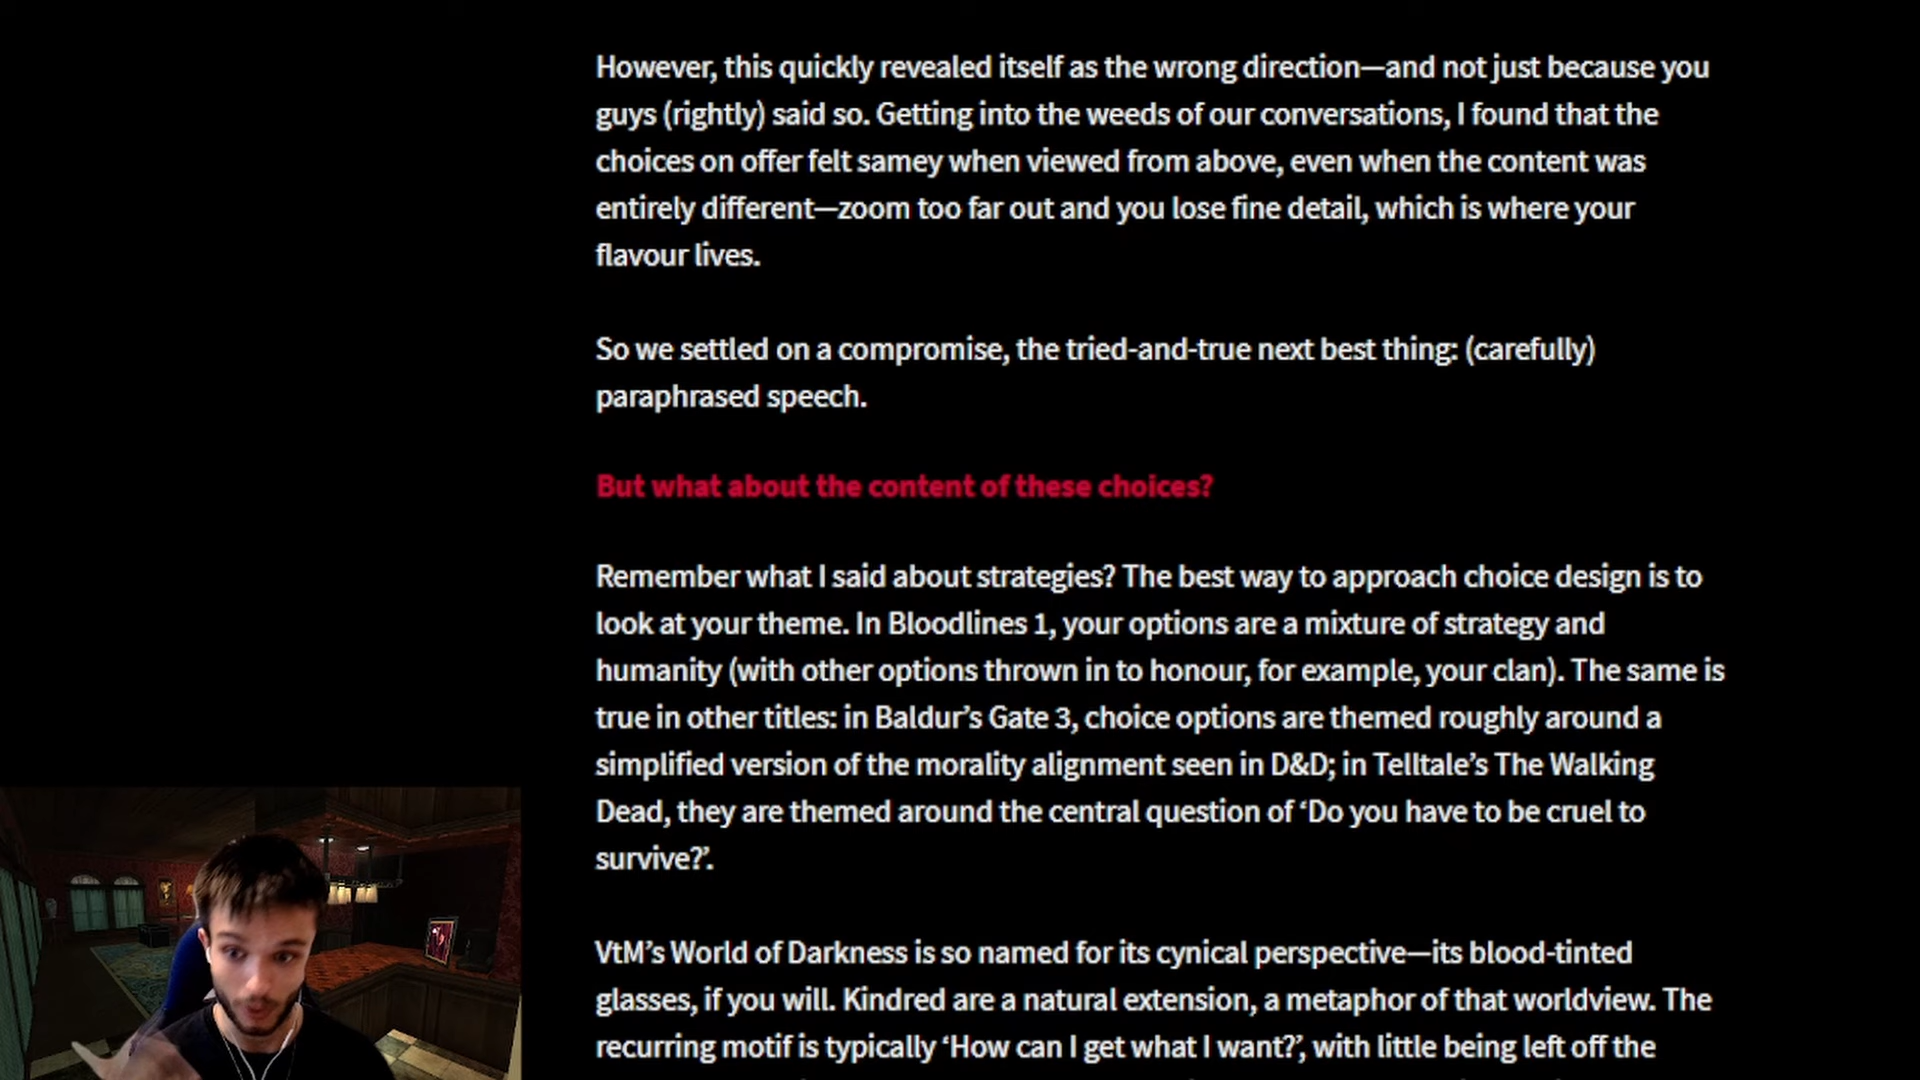 However, this quickly revealed itself as the wrong direction—and not just because you
guys (rightly) said so. Getting into the weeds of our conversations, I found that the
choices on offer felt samey when viewed from above, even when the content was
entirely different—zoom too far out and you lose fine detail, which is where your
flavour lives.
So we settled on a compromise, the tried-and-true next best thing: (carefully)
paraphrased speech.
But what about the content of these choices?
Remember what I said about strategies? The best way to approach choice design is to
look at your theme. In Bloodlines 1, your options are a mixture of strategy and
humanity (with other options thrown in to honour, for example, your clan). The same is
true in other titles: in Baldur’s Gate 3, choice options are themed roughly around a
simplified version of the morality alignment seen in D&D; in Telltale’s The Walking
Dead, they are themed around the central question of ‘Do you have to be cruel to
survive?’.
VtM’s World of Darkness is so named for its cynical perspective—its blood-tinted
glasses, if you will. Kindred are a natural extension, a metaphor of that worldview. The
recurring motif is typically ‘How can I get what I want?’, with little being left off the